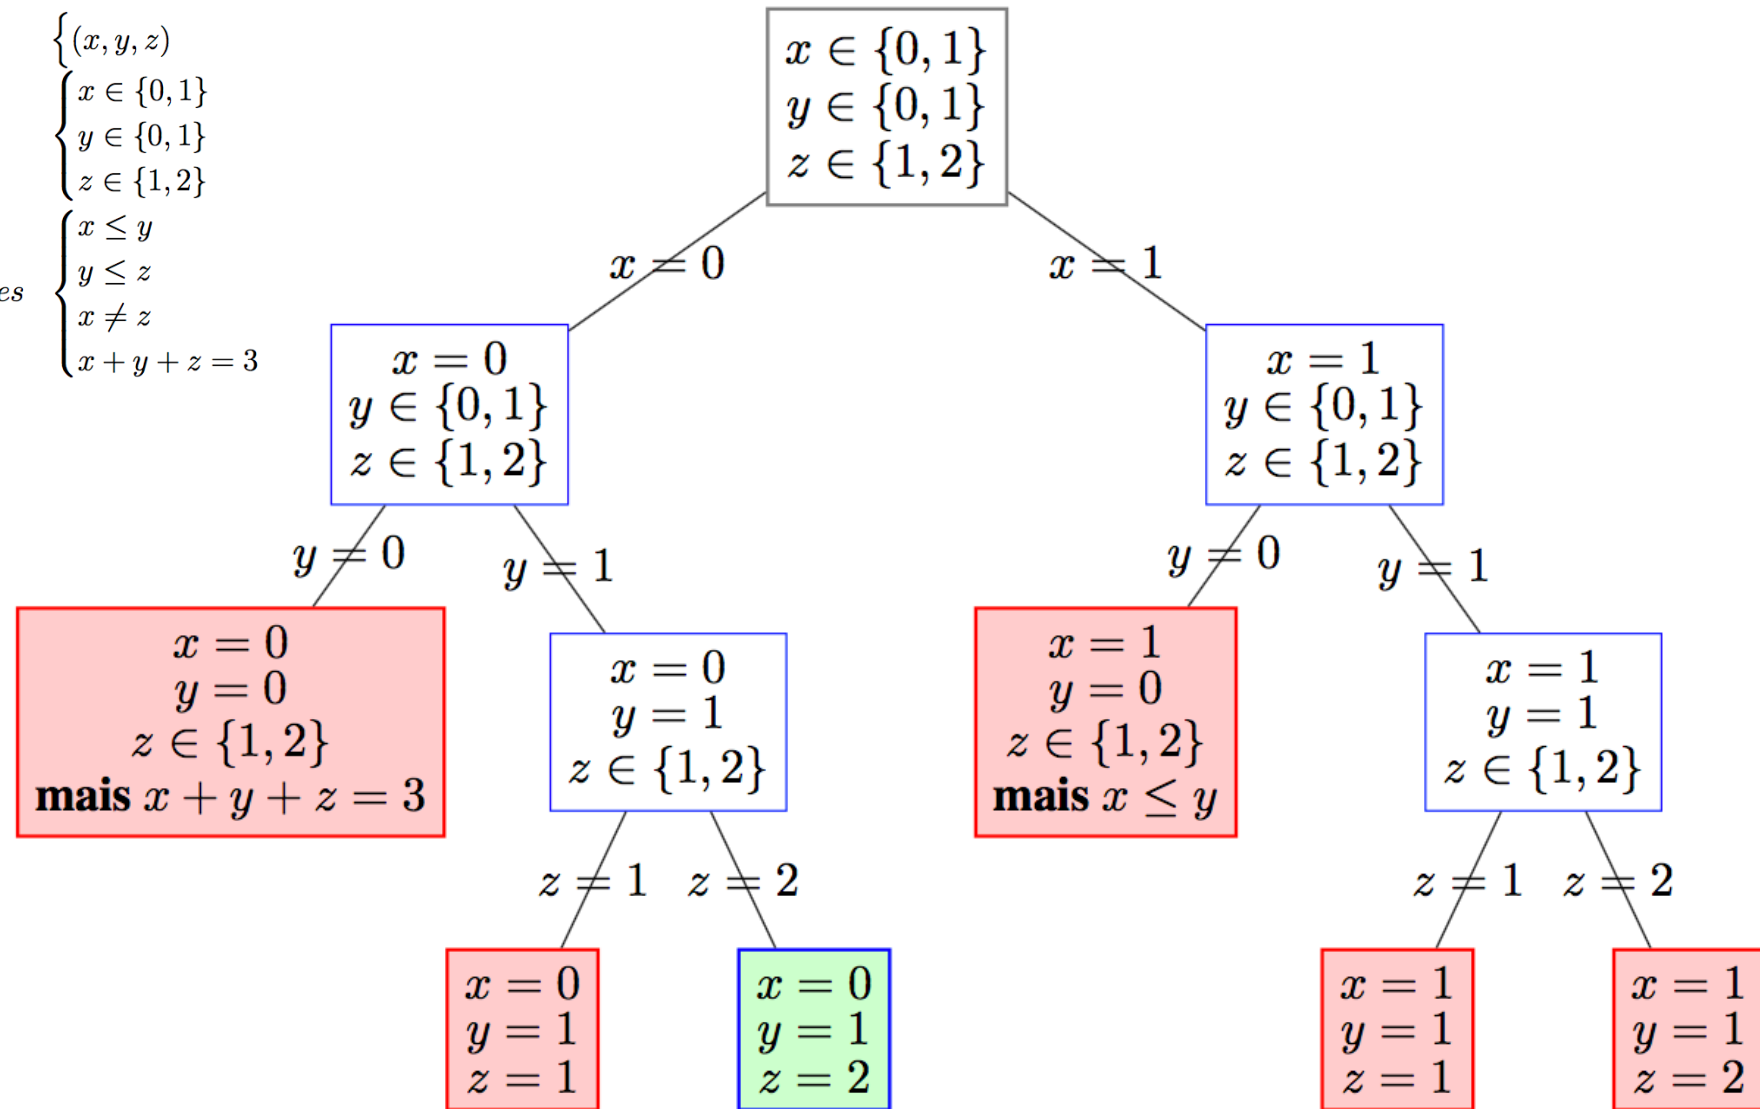 {(x, y, z)
x ∈ {0, 1}
y ∈ {0, 1}
z ∈ {1, 2}
x ≤ y
y ≤ z
es
x ≠ z
x + y + z = 3
x ∈ {0, 1}
y ∈ {0, 1}
z ∈ {1, 2}
x = 0
x = 1
x = 0
y ∈ {0, 1}
z ∈ {1, 2}
x = 1
y ∈ {0, 1}
z ∈ {1, 2}
y = 0
y = 1
y = 0
y = 1
x = 0
y = 0
z ∈ {1, 2}
mais x + y + z = 3
x = 0
y = 1
z ∈ {1, 2}
x = 1
y = 0
z ∈ {1, 2}
mais x ≤ y
x = 1
y = 1
z ∈ {1, 2}
z = 1
z = 2
z = 1
z = 2
x = 0
y = 1
z = 1
x = 0
y = 1
z = 2
x = 1
y = 1
z = 1
x = 1
y = 1
z = 2